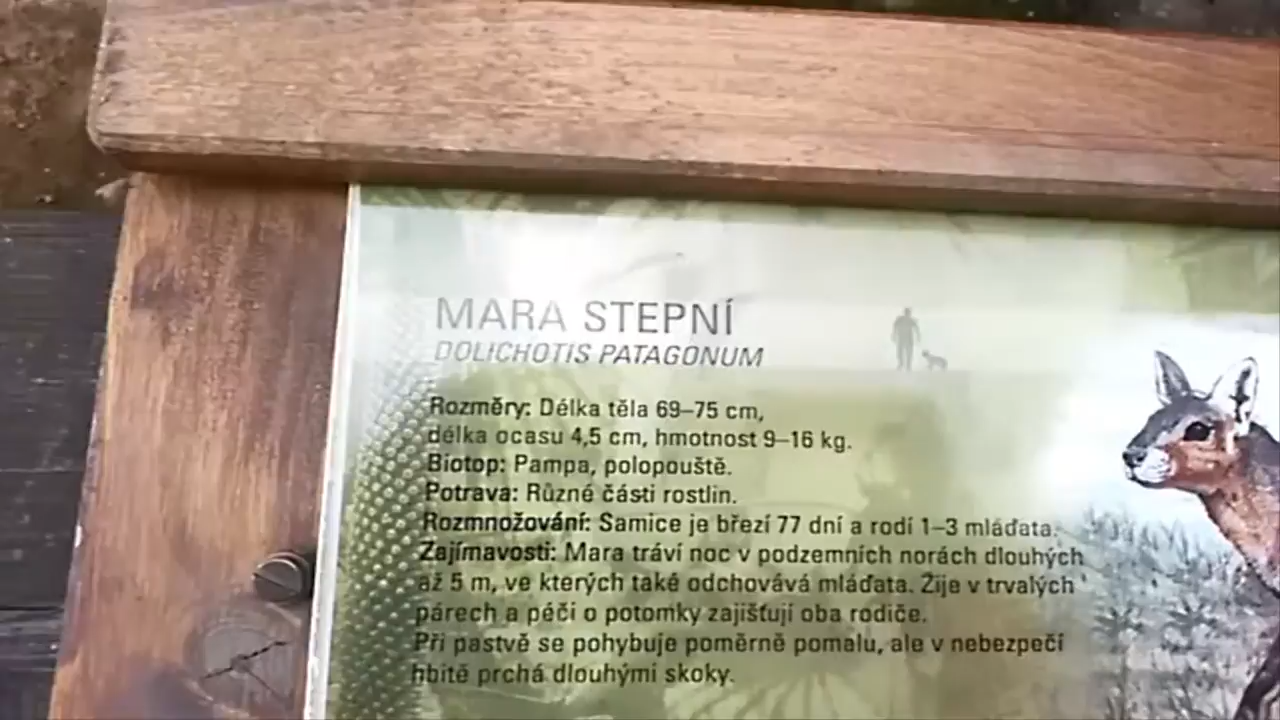 MARA STEPNÍ
DOLICHOTIS PATAGONUM
Rozměry: Délka těla 69–75 cm,
délka ocasu 4,5 cm, hmotnost 9–16 kg.
Biotop: Pampa, polopouště.
Potrava: Různé části rostlin.
Rozmnožování: Samice je březí 77 dní a rodí 1–3 mláďata.
Zajímavosti: Mara tráví noc v podzemních norách dlouhých
až 5 m, ve kterých také odchovává mláďata. Žije v trvalých
párech a péči o potomky zajišťují oba rodiče.
Při pastvě se pohybuje poměrně pomalu, ale v nebezpečí
hbitě prchá dlouhými skoky.